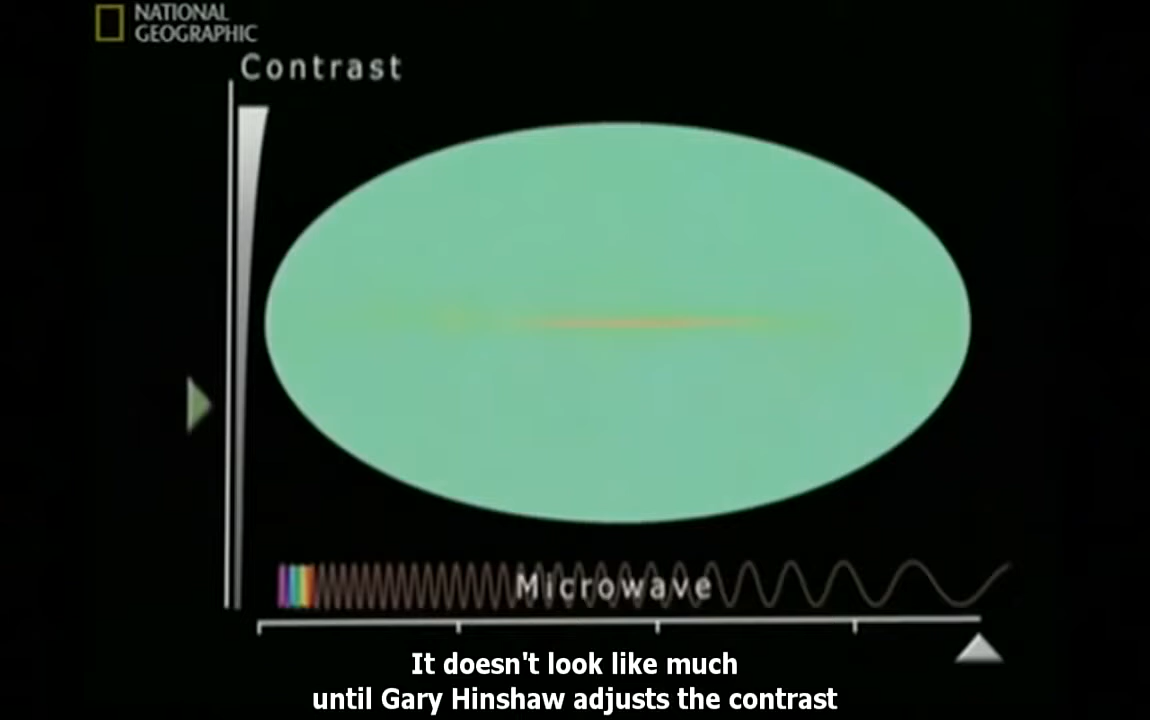 NATIONAL
GEOGRAPHIC
Contrast
Microwave
It doesn't look like much
until Gary Hinshaw adjusts the contrast